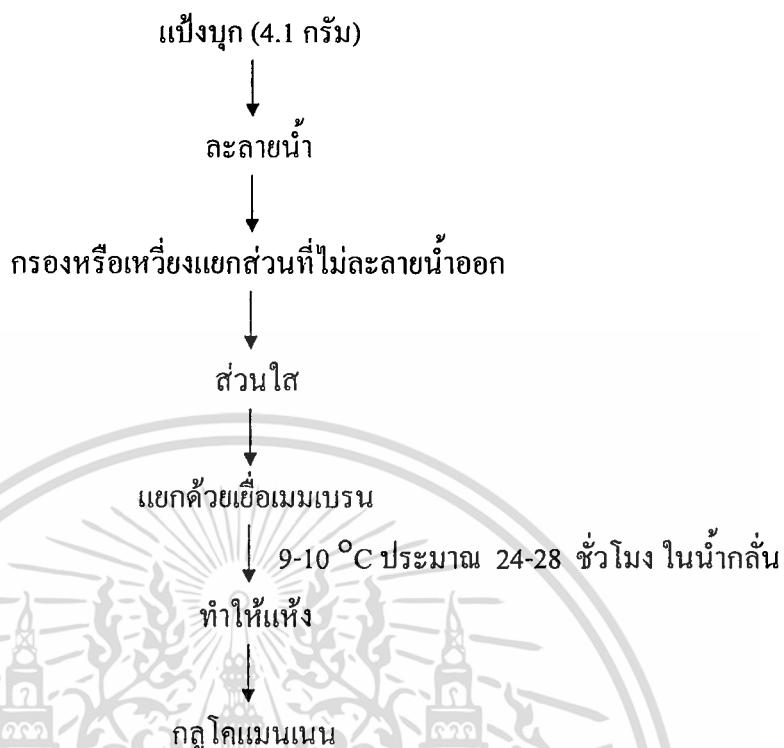 แป้งบุก (4.1 กรัม)
ละลายน้ำ
กรองหรือเหวี่ยงแยกส่วนที่ไม่ละลายน้ำออก
ส่วนใส
แยกด้วยเยื่อเมมเบรน
9-10 °C ประมาณ 24-28 ชั่วโมง ในน้ำกลั่น
ทำให้แห้ง
กลูโคแมนเนน